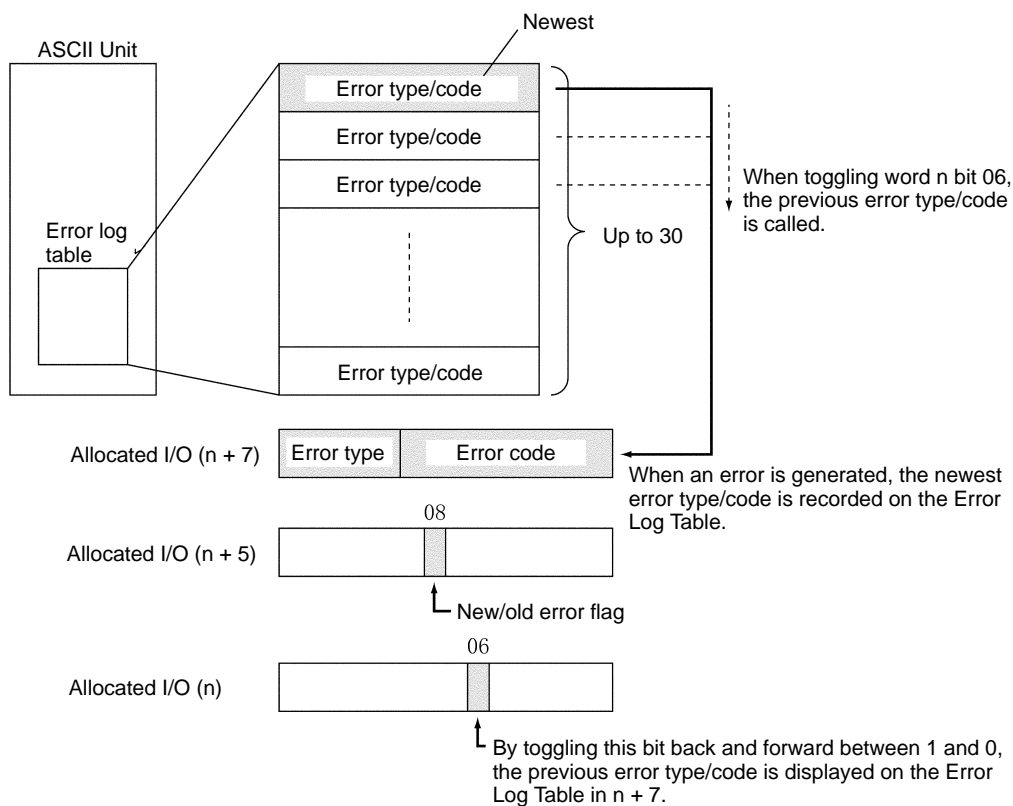 Newest
ASCII Unit
Error type/code
Error type/code
Error type/code
When toggling word n bit 06,
the previous error type/code
is called.
Error log
table
Up to 30
Error type/code
Allocated I/O (n + 7)
Error type
Error code
When an error is generated, the newest
error type/code is recorded on the Error
Log Table.
08
Allocated I/O (n + 5)
New/old error flag
06
Allocated I/O (n)
By toggling this bit back and forward between 1 and 0,
the previous error type/code is displayed on the Error
Log Table in n + 7.